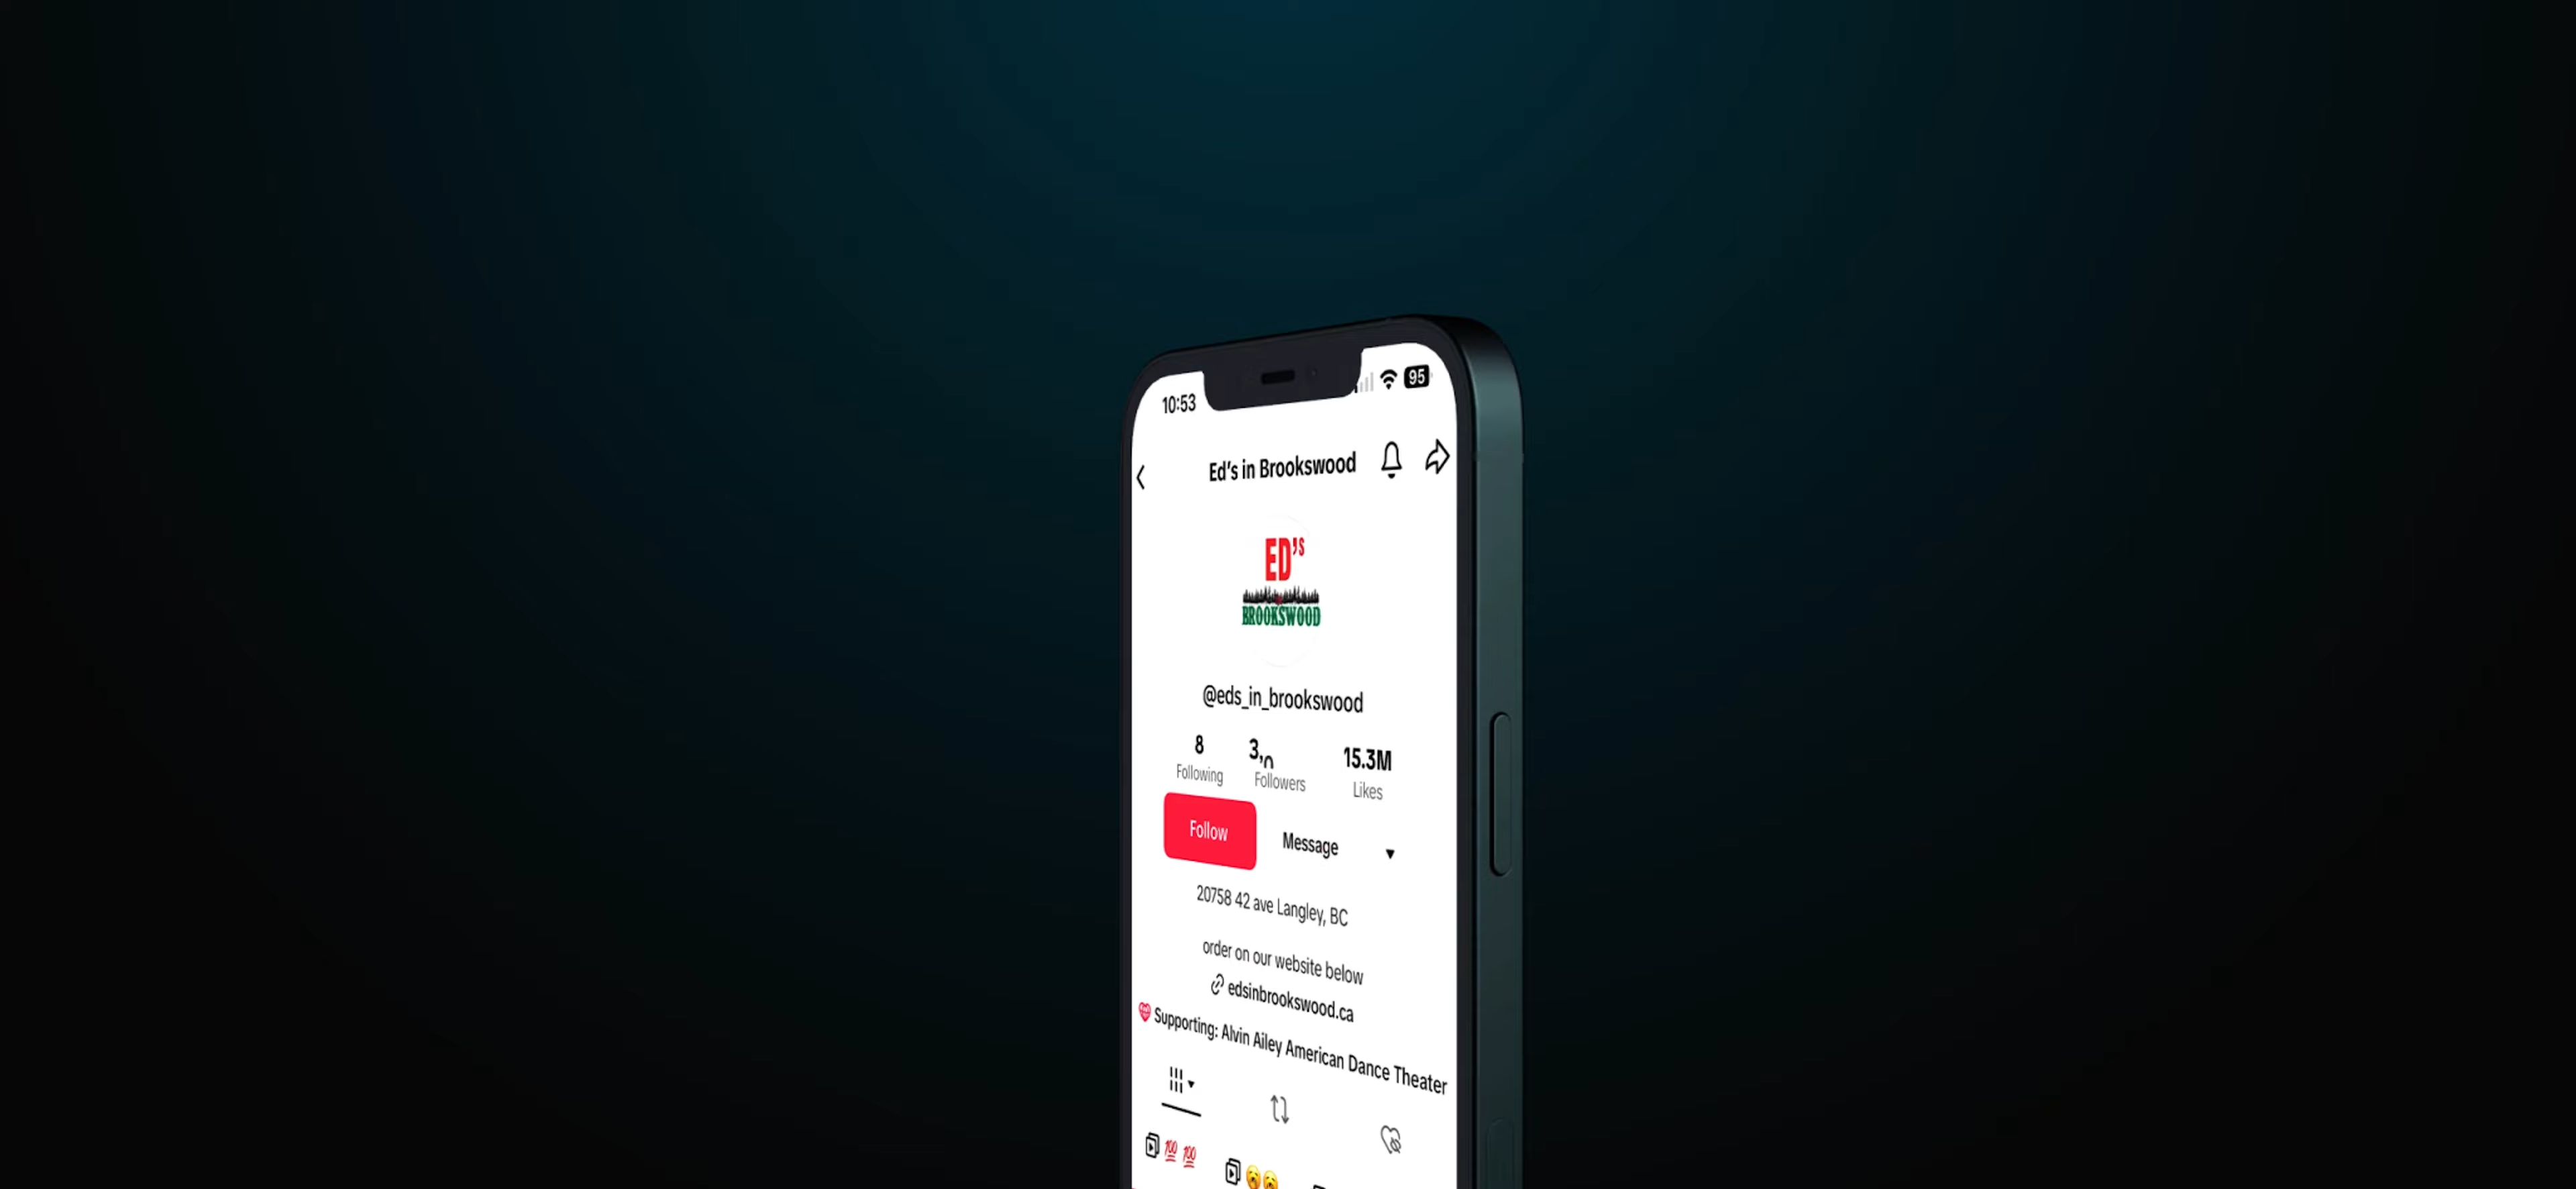 10:53
95
Ed's in Brookswood
ED's
BROOKSWOOD
@eds_in_brookswood
8
Following
3,
Followers
15.3M
Likes
Follow
Message
20758 42 ave Langley, BC
order on our website below
edsinbrookswood.ca
Supporting: Alvin Ailey American Dance Theater
💯 💯